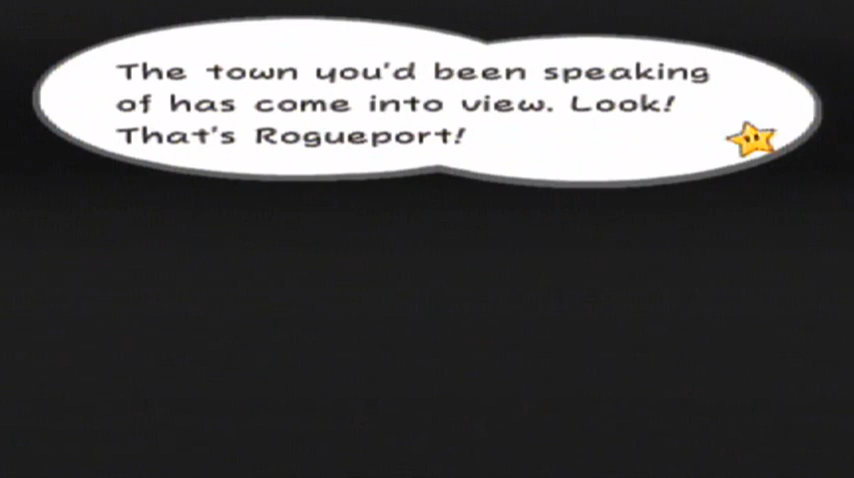 The town you'd been speaking
of has come into view. Look!
That's Rogueport!